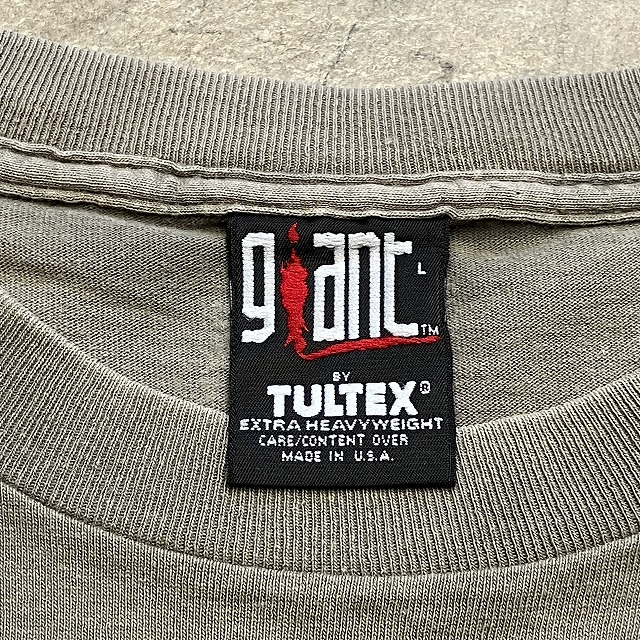 giant L TM
BY
TULTEX®
EXTRA HEAVYWEIGHT
CARE/CONTENT OVER
MADE IN U.S.A.